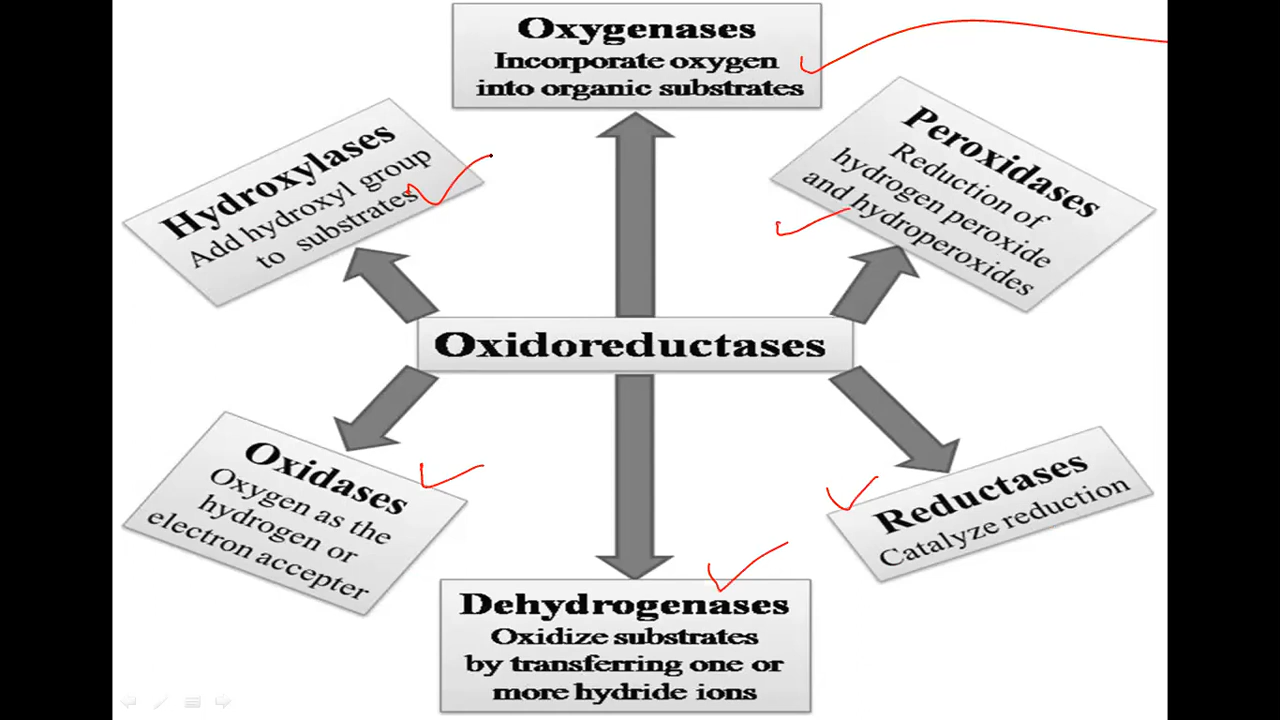 Oxygenases
Incorporate oxygen
into organic substrates
Hydroxylases
Add hydroxyl group
to substrates
Peroxidases
Reduction of
hydrogen peroxide
and hydroperoxides
Oxidoreductases
Oxidases
Oxygen as the
hydrogen or
electron accepter
Reductases
Catalyze reduction
Dehydrogenases
Oxidize substrates
by transferring one or
more hydride ions